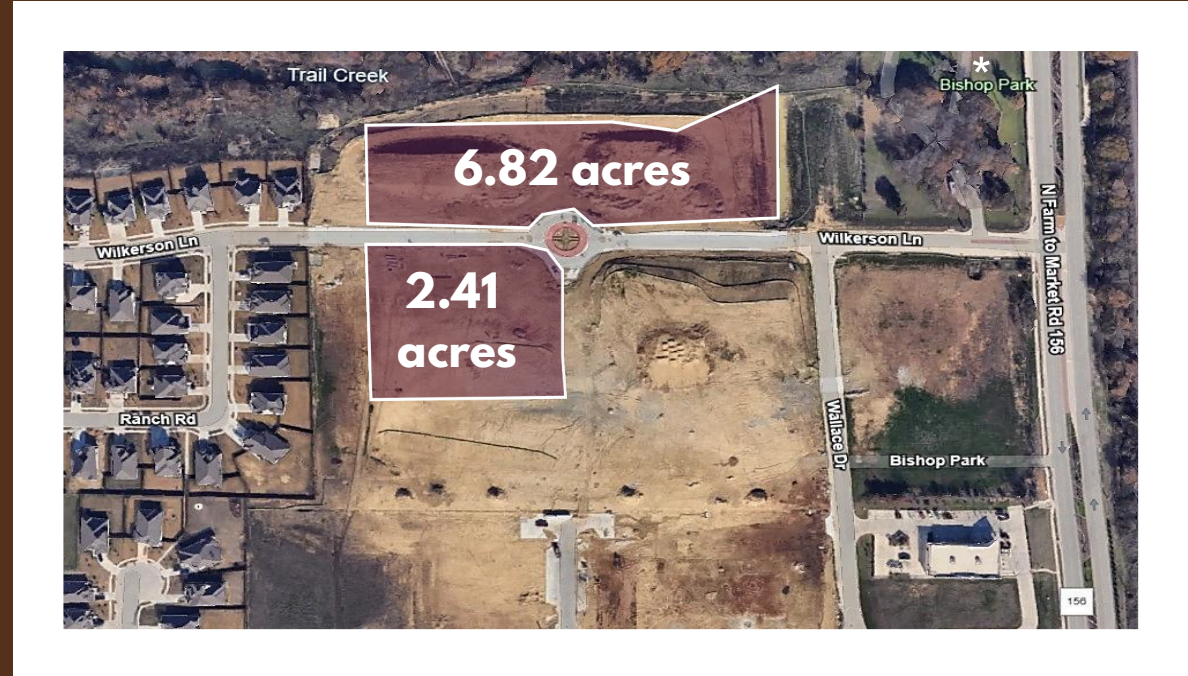 Trail Creek
*
Bishop Park
6.82 acres
N Farm to Market Rd 156
Wilkerson Ln
Wilkerson Ln
2.41
acres
Ranch Rd
Wallace Dr
Bishop Park
156